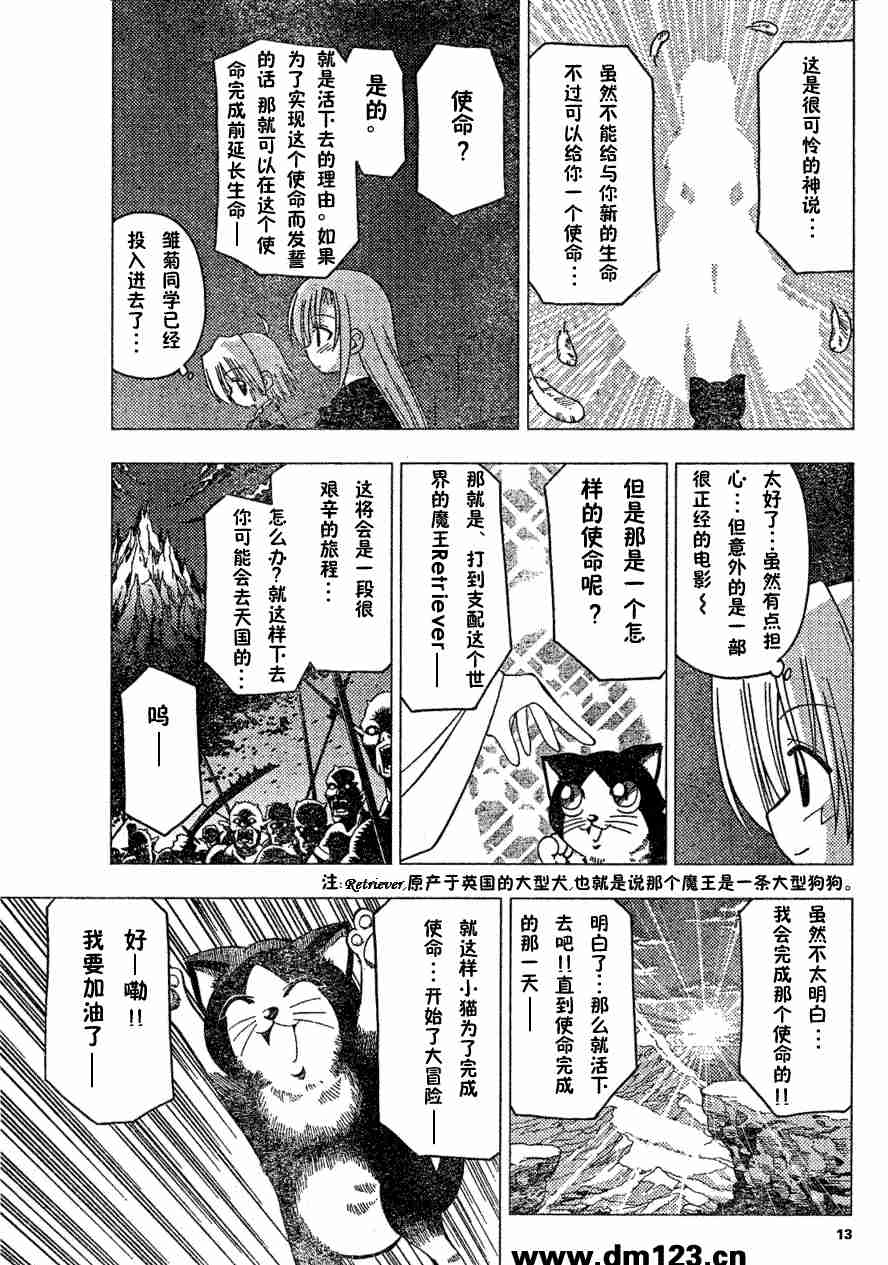 这是很可怜的神说…
虽然不能给与你新的生命
不过可以给你一个使命…
使命？
是的。
就是活下去的理由。如果
为了实现这个使命而发誓
的话 那就可以在这个使
命完成前延长生命—
雏菊同学已经
投入进去了…
太好了…虽然有点担
心…但意外的是一部
很正经的电影～
但是那是一个怎
样的使命呢？
那就是、打到支配这个世
界的魔王Retriever—
这将会是一段很
艰辛的旅程…
怎么办？就这样下去
你可能会去天国的…
呜—
注:Retriever,原产于英国的大型犬,也就是说那个魔王是一条大型狗狗。
虽然不太明白…
我会完成那个使命的!!
明白了…那么就活下
去吧!!直到使命完成
的那一天—
就这样小猫为了完成
使命…开始了大冒险—
好—嘞!!
我要加油了—
13
www.dm123.cn